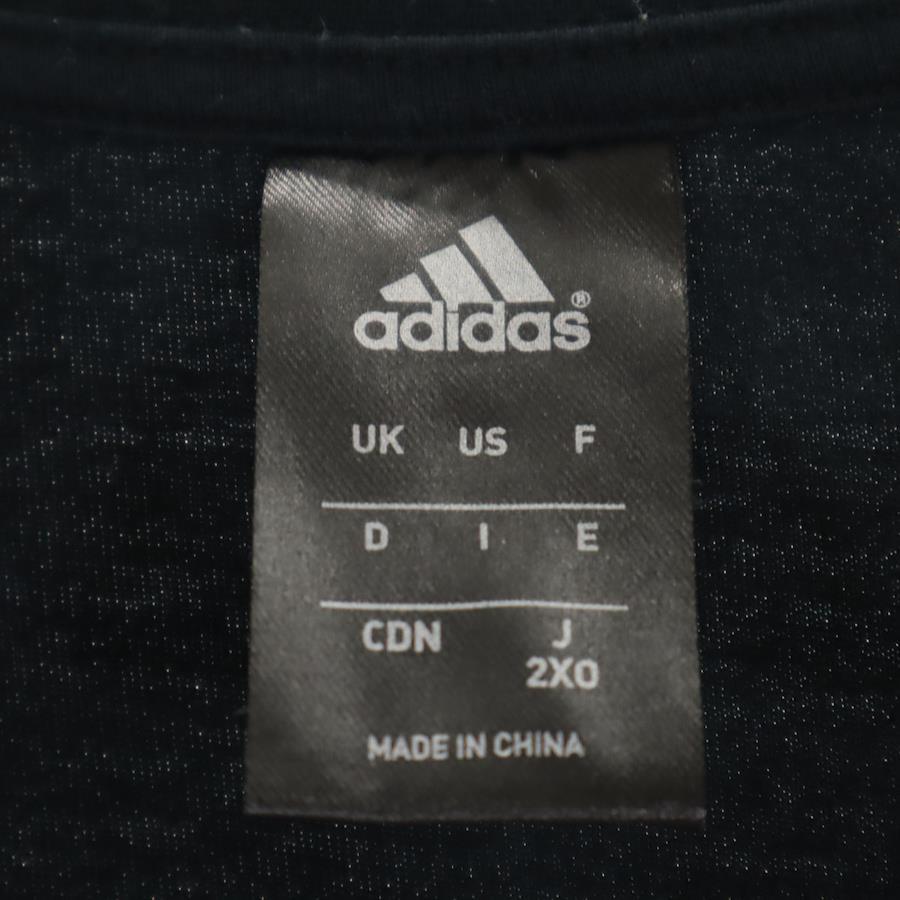 adidas®
UK US F
D I E
CDN J
2XO
MADE IN CHINA